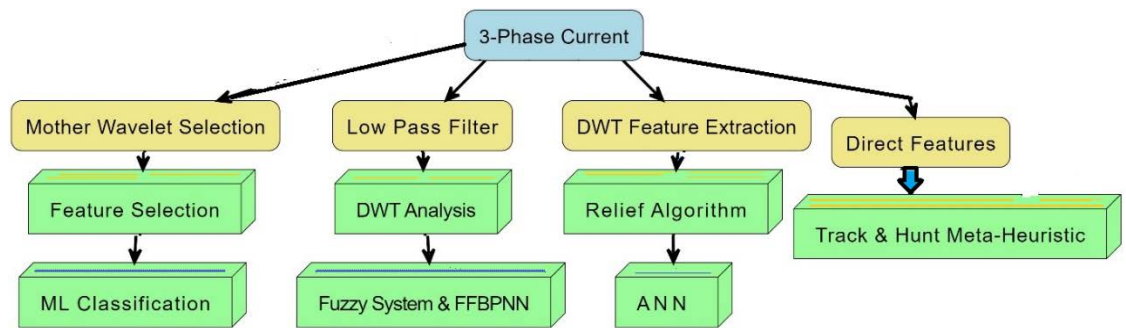 3-Phase Current
Mother Wavelet Selection
Low Pass Filter
DWT Feature Extraction
Direct Features
Feature Selection
DWT Analysis
Relief Algorithm
Track & Hunt Meta-Heuristic
ML Classification
Fuzzy System & FFBPNN
ANN